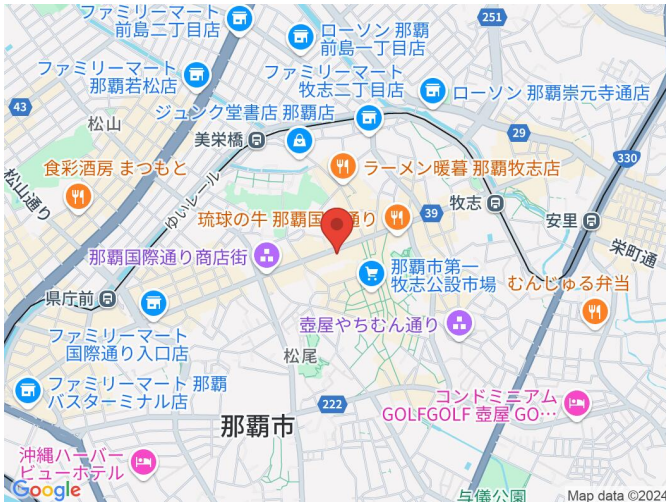 ファミリーマート
前島二丁目店
ローソン 那覇
前島一丁目店
251
ファミリーマート
那覇若松店
ファミリーマート
牧志二丁目店
ローソン 那覇崇元寺通店
43
松山
ジュンク堂書店 那覇店
美栄橋
29
330
食彩酒房 まつもと
ラーメン暖暮 那覇牧志店
松山通り
ゆいレール
琉球の牛 那覇国
通り
39
牧志
安里
栄町通
那覇国際通り商店街
那覇市第一
牧志公設市場
むんじゅる弁当
県庁前
壺屋やちむん通り
ファミリーマート
国際通り入口店
松尾
ファミリーマート 那覇
バスターミナル店
222
コンドミニアム
GOLFGOLF 壺屋 GO…
那覇市
沖縄ハーバー
ビューホテル
与儀公園
Google
Map data ©2024